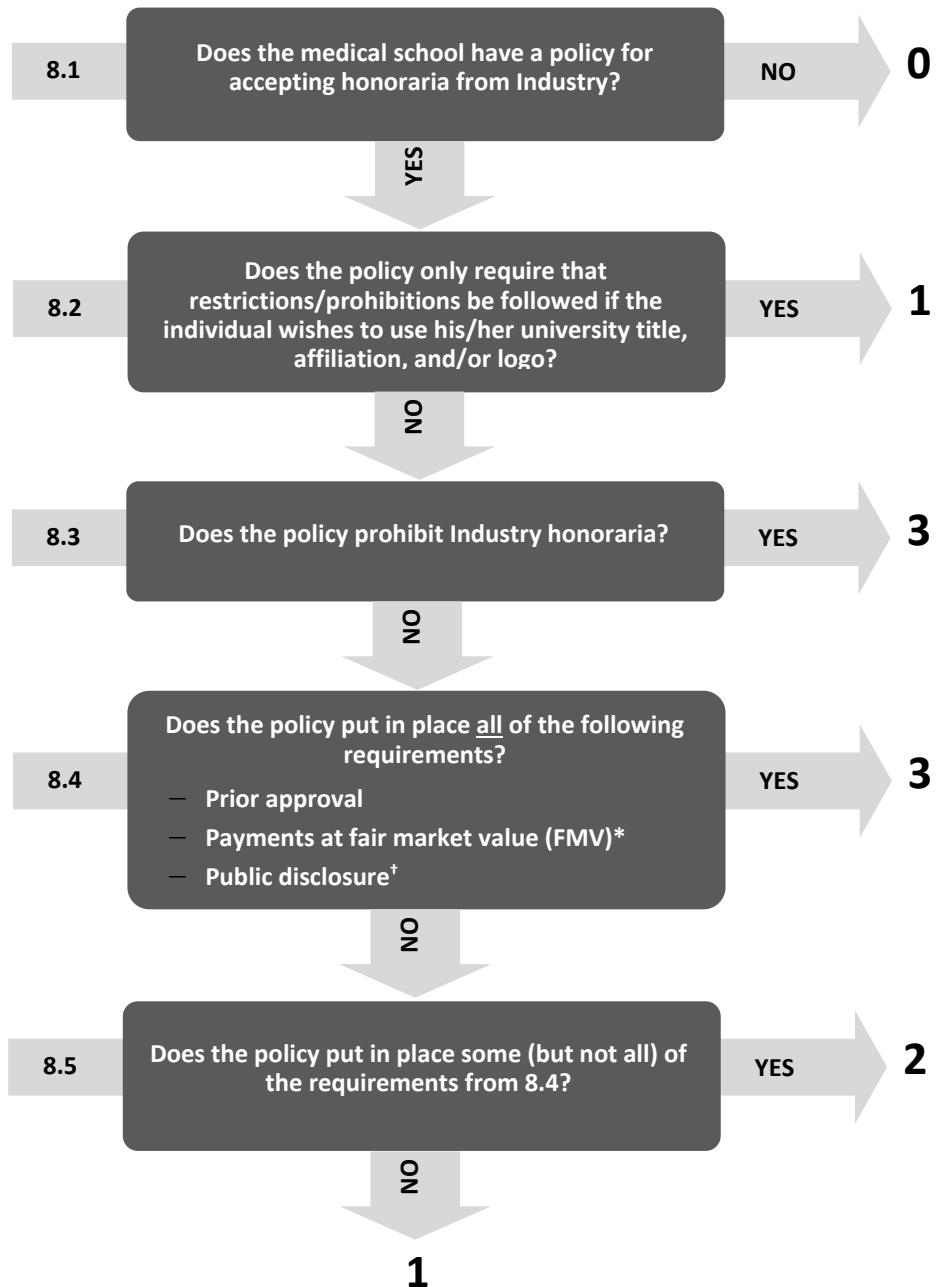 8.1
Does the medical school have a policy for
accepting honoraria from Industry?
NO
0
YES
8.2
Does the policy only require that
restrictions/prohibitions be followed if the
individual wishes to use his/her university title,
affiliation, and/or logo?
YES
1
NO
8.3
Does the policy prohibit Industry honoraria?
YES
3
NO
8.4
Does the policy put in place all of the following
requirements?
– Prior approval
– Payments at fair market value (FMV)*
– Public disclosure†
YES
3
NO
8.5
Does the policy put in place some (but not all) of
the requirements from 8.4?
YES
2
NO
1